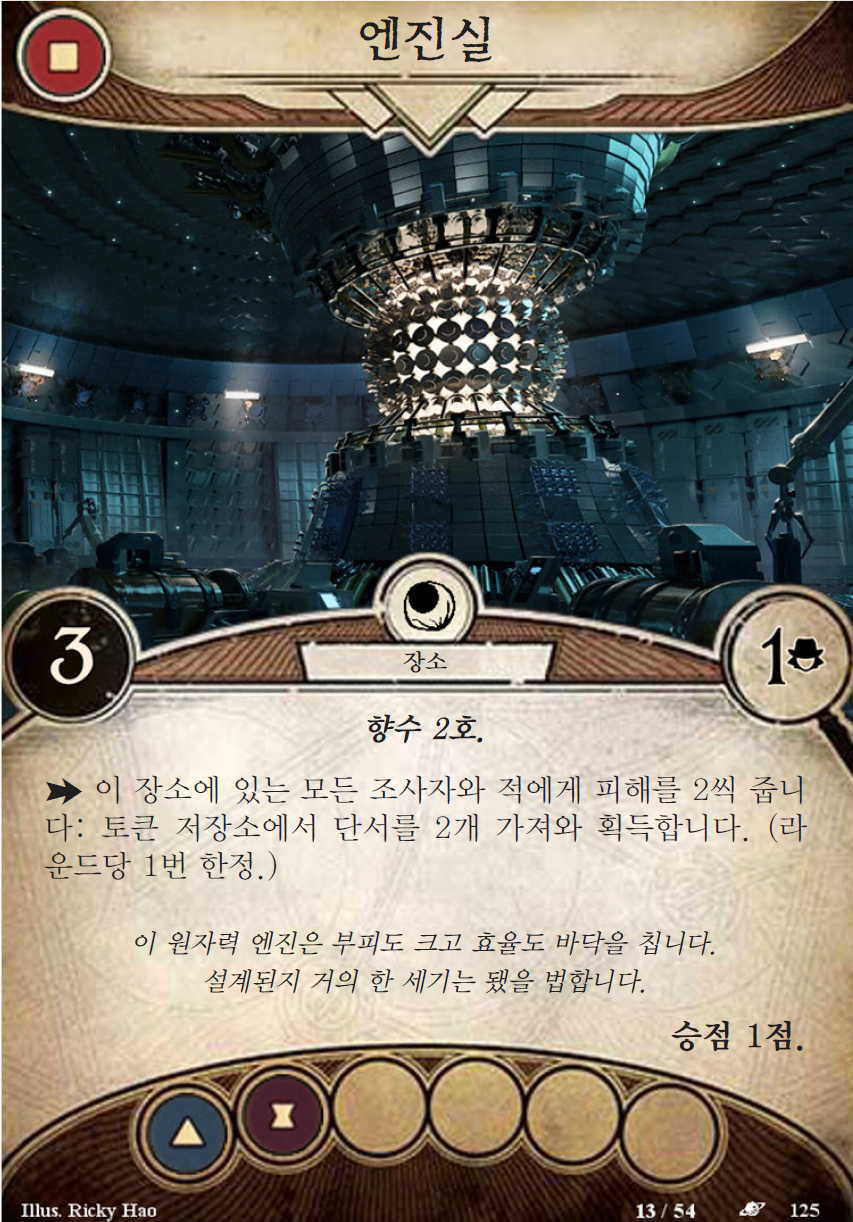 엔진실
3
1
장소
향수 2호.
이 장소에 있는 모든 조사자와 적에게 피해를 2씩 줍니
다: 토큰 저장소에서 단서를 2개 가져와 획득합니다. (라
운드당 1번 한정.)
이 원자력 엔진은 부피도 크고 효율도 바닥을 칩니다.
설계된지 거의 한 세기는 됐을 법합니다.
승점 1점.
Illus. Ricky Hao
13 / 54
125